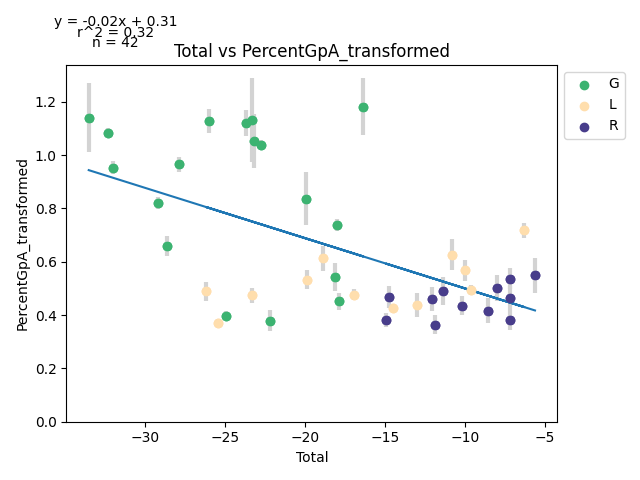 y = -0.02x + 0.31
r^2 = 0.32
n = 42
Total vs PercentGpA_transformed
G
L
R
1.2
1.0
0.8
0.6
0.4
0.2
0.0
PercentGpA_transformed
−30
−25
−20
−15
−10
−5
Total